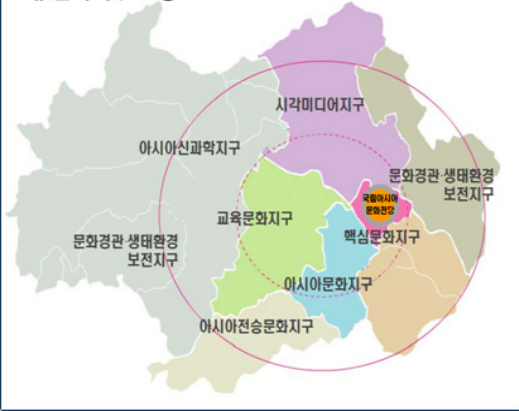 시각미디어지구
아시아신과학지구
문화경관·생태환경
보전지구
국립아시아
문화전당
교육문화지구
핵심문화지구
문화경관·생태환경
보전지구
아시아문화지구
아시아전승문화지구